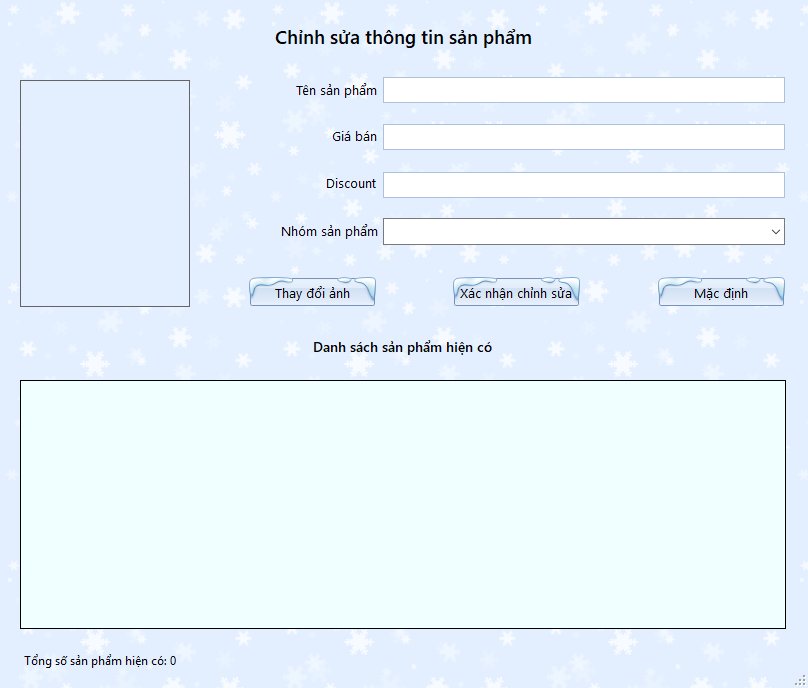 Chỉnh sửa thông tin sản phẩm
Tên sản phẩm
Giá bán
Discount
Nhóm sản phẩm
Thay đổi ảnh
Xác nhận chỉnh sửa
Mặc định
Danh sách sản phẩm hiện có
Tổng số sản phẩm hiện có: 0